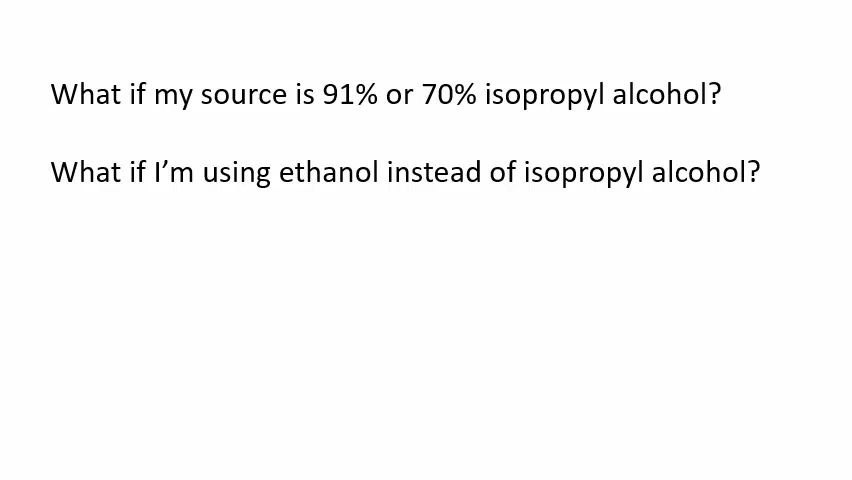 What if my source is 91% or 70% isopropyl alcohol?
What if I’m using ethanol instead of isopropyl alcohol?